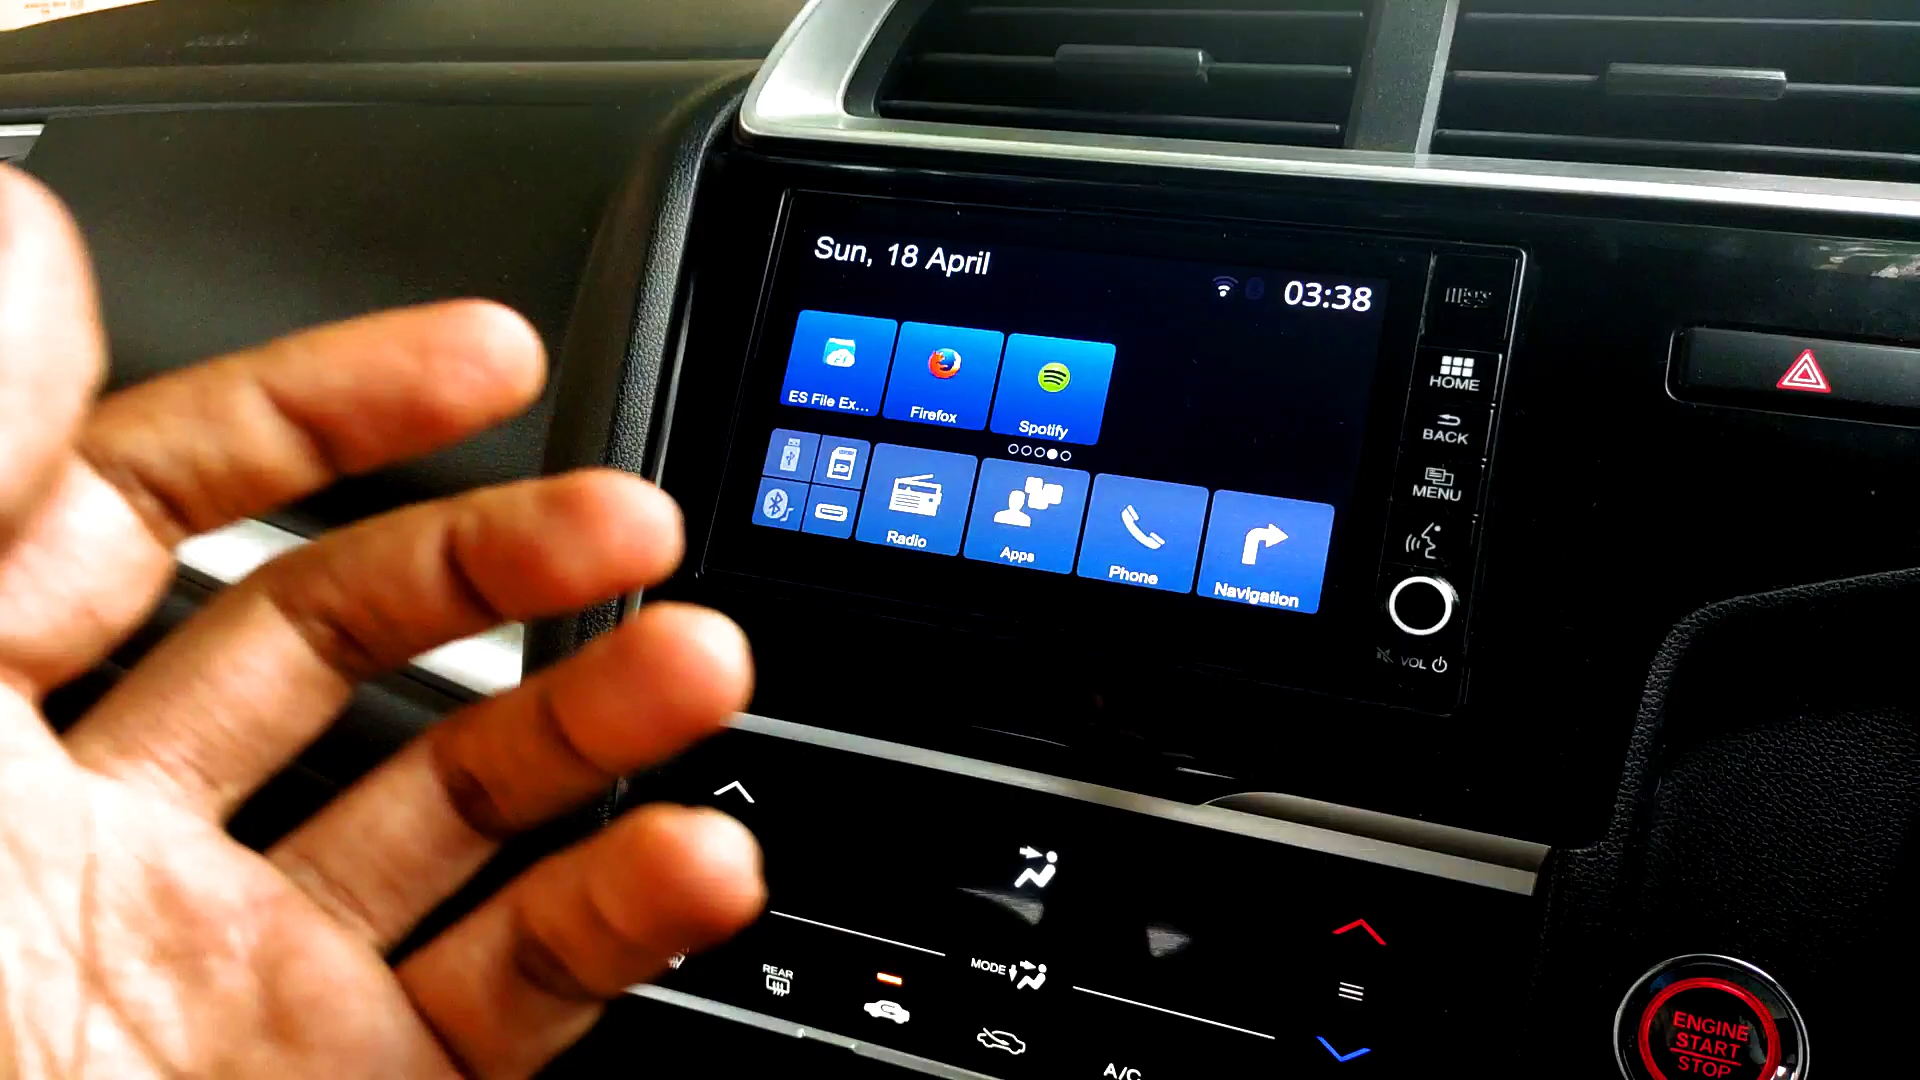 Sun, 18 April
03:38
ES File Ex...
Firefox
Spotify
Radio
Apps
Phone
Navigation
HOME
BACK
MENU
VOL
REAR
MODE
A/C
ENGINE
START
STOP